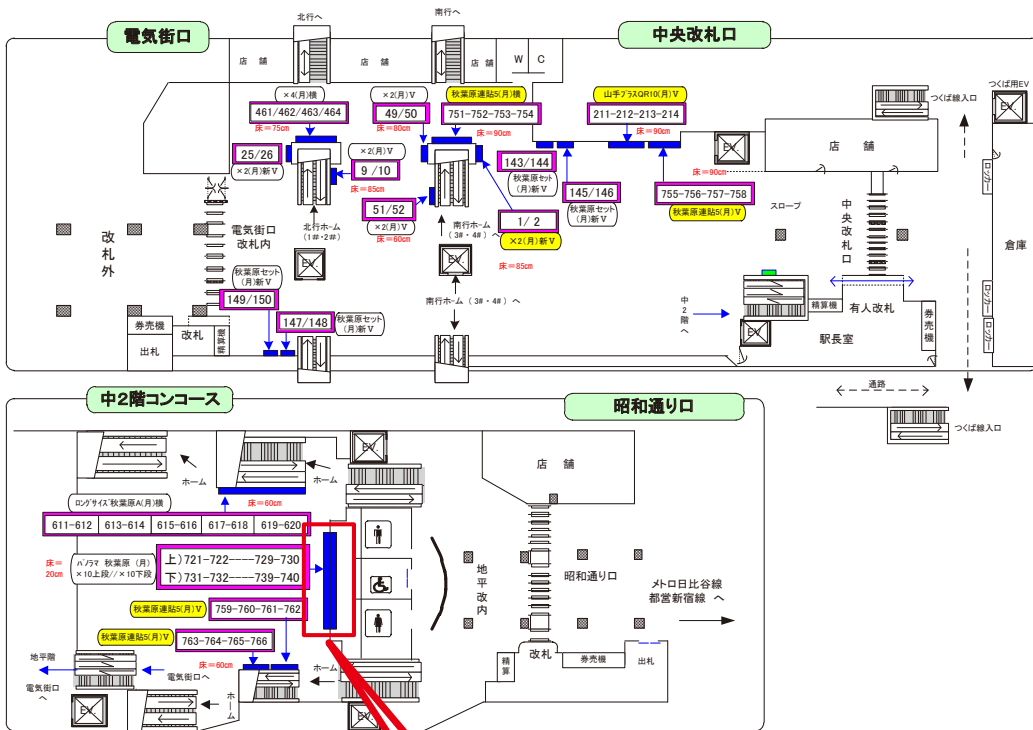 電気街口
北行へ
南行へ
中央改札口
店 舗
店 舗
店 舗
W C
×4(月)横
461/462/463/464
床=75cm
×2(月)V
49/50
床=80cm
秋葉原連貼5(月)横
751-752-753-754
床=90cm
山手プラスQR10(月)V
211-212-213-214
床=90cm
EV.
つくば線入口
つくば用EV
EV.
店 舗
25/26
×2(月)新V
×2(月)V
9 /10
床=85cm
143/144
秋葉原セット
(月)新V
145/146
秋葉原セット
(月)新V
床=90cm
755-756-757-758
秋葉原連貼5(月)V
51/52
×2(月)V
床=60cm
1/ 2
×2(月)新V
床=85cm
改札外
電気街口
改札内
北行ホーム
(1#・2#)
南行ホーム
(3#・4#) へ
EV.
EV.
南行ホーム (3#・4#) へ
スロープ
中央改札口
ロッカー
倉庫
ロッカー
ロッカー
秋葉原セット
(月)新V
149/150
147/148
秋葉原セット
(月)新V
券売機
出札
改札
精算機
中2階へ
EV.
精算機
有人改札
駅長室
券売機
通路
つくば線入口
中2階コンコース
昭和通り口
EV.
ホーム
ホーム
店 舗
ロングサイズ秋葉原A(月)横
床=60cm
611-612 613-614 615-616 617-618 619-620
床=
20cm
パノラマ 秋葉原 (月)
×10上段//×10下段
上)721-722----729-730
下)731-732----739-740
秋葉原連貼5(月)V
759-760-761-762
秋葉原連貼5(月)V
763-764-765-766
床=60cm
地平改内
昭和通り口
メトロ日比谷線
都営新宿線 へ
地平階
電気街口
へ
電気街口へ
ホーム
ホーム
EV.
EV.
精算
改札
券売機
出札